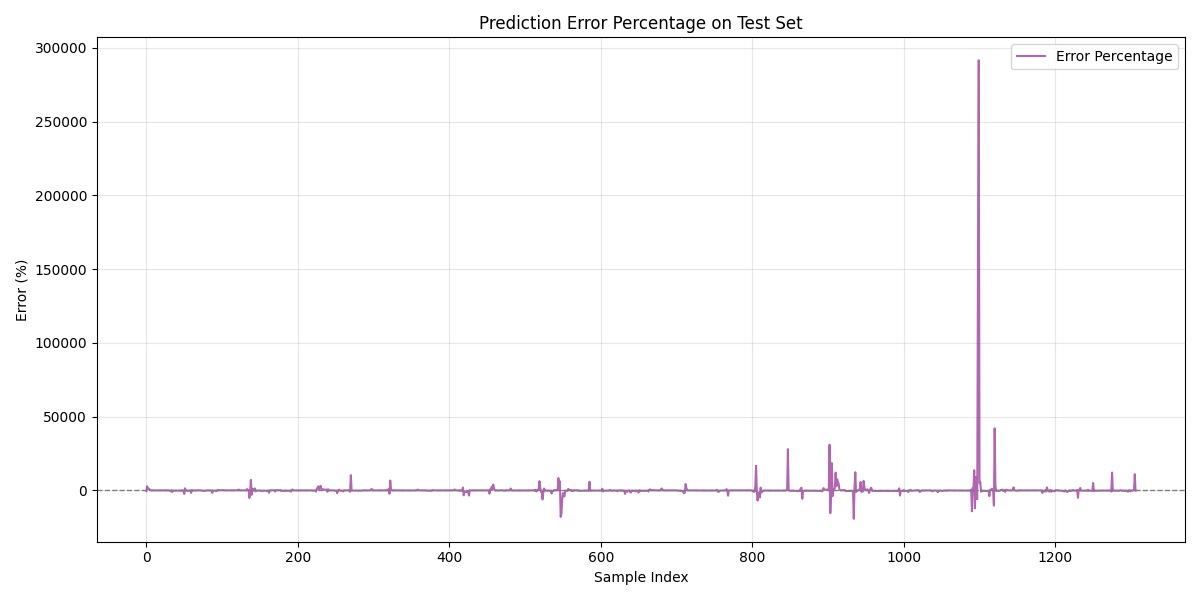 Prediction Error Percentage on Test Set
Error Percentage
Error (%)
300000
250000
200000
150000
100000
50000
0
0 200 400 600 800 1000 1200
Sample Index